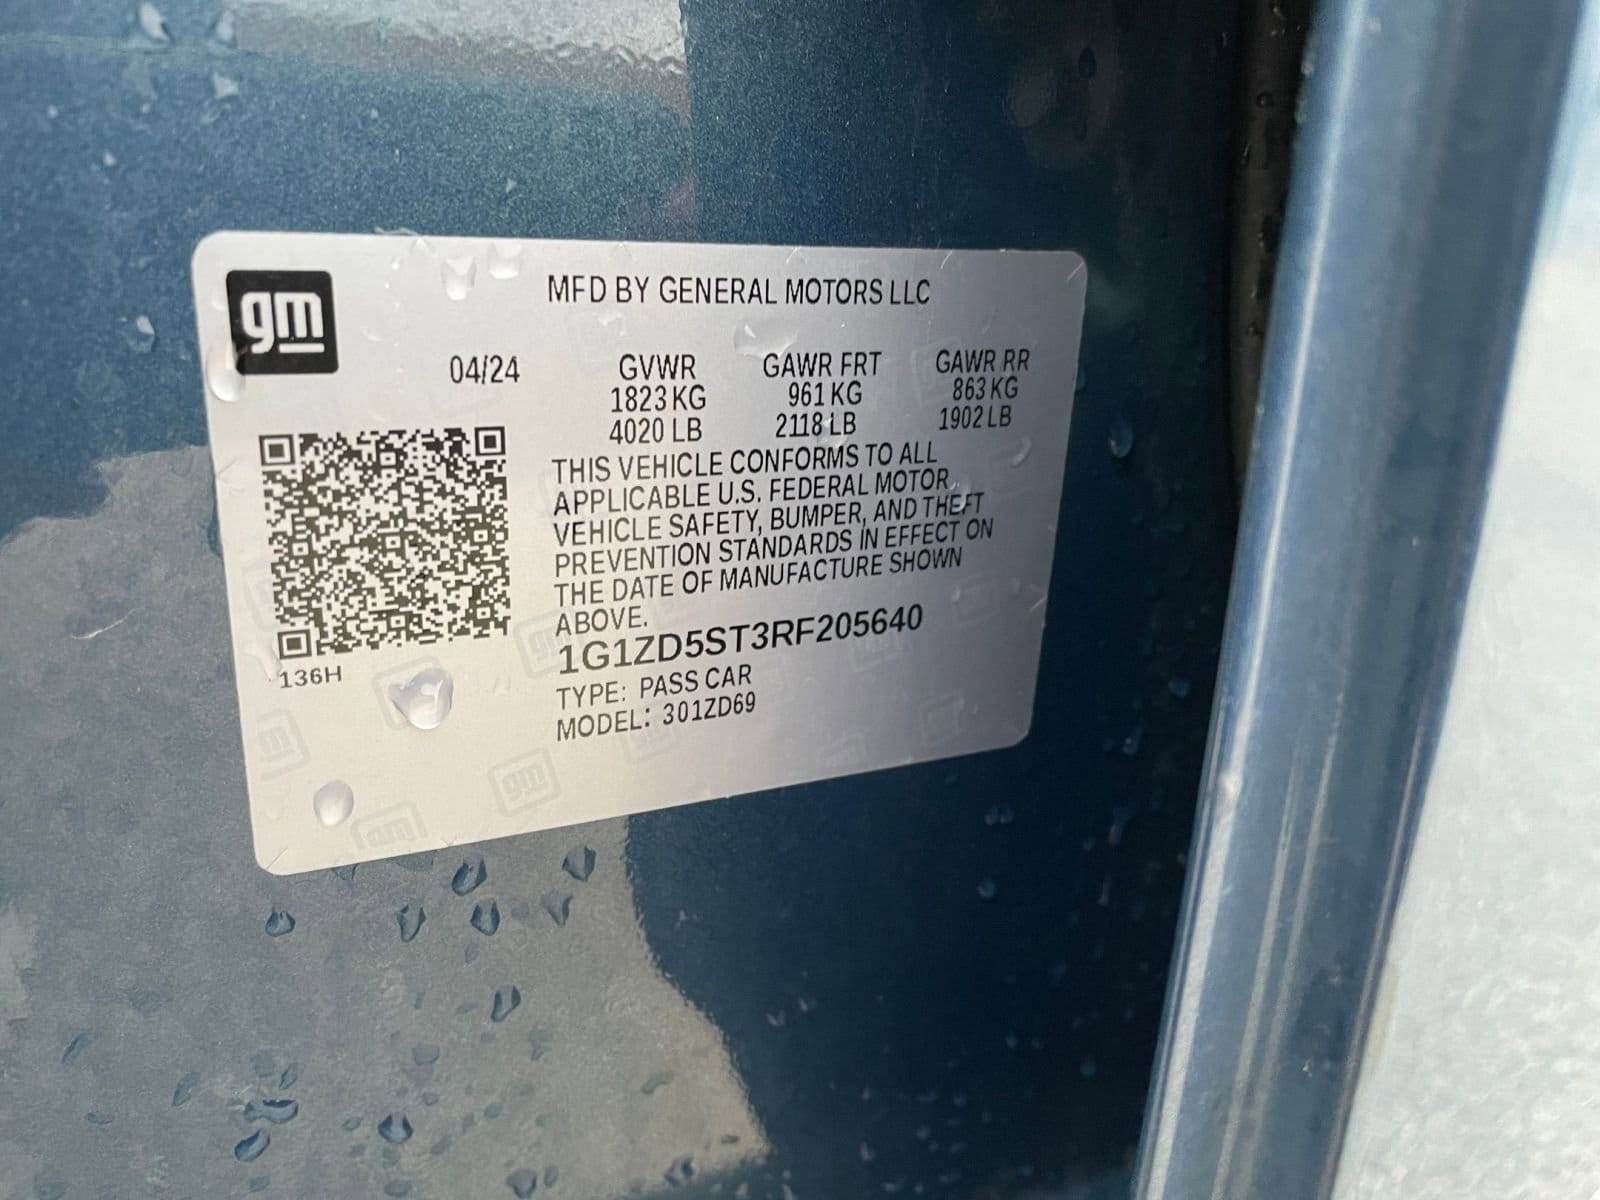 gm
MFD BY GENERAL MOTORS LLC
04/24 GVWR GAWR FRT GAWR RR
1823 KG 961 KG 863 KG
4020 LB 2118 LB 1902 LB
THIS VEHICLE CONFORMS TO ALL
APPLICABLE U.S. FEDERAL MOTOR
VEHICLE SAFETY, BUMPER, AND THEFT
PREVENTION STANDARDS IN EFFECT ON
THE DATE OF MANUFACTURE SHOWN
ABOVE.
1G1ZD5ST3RF205640
TYPE: PASS CAR
MODEL: 301ZD69
136H
gm
gm